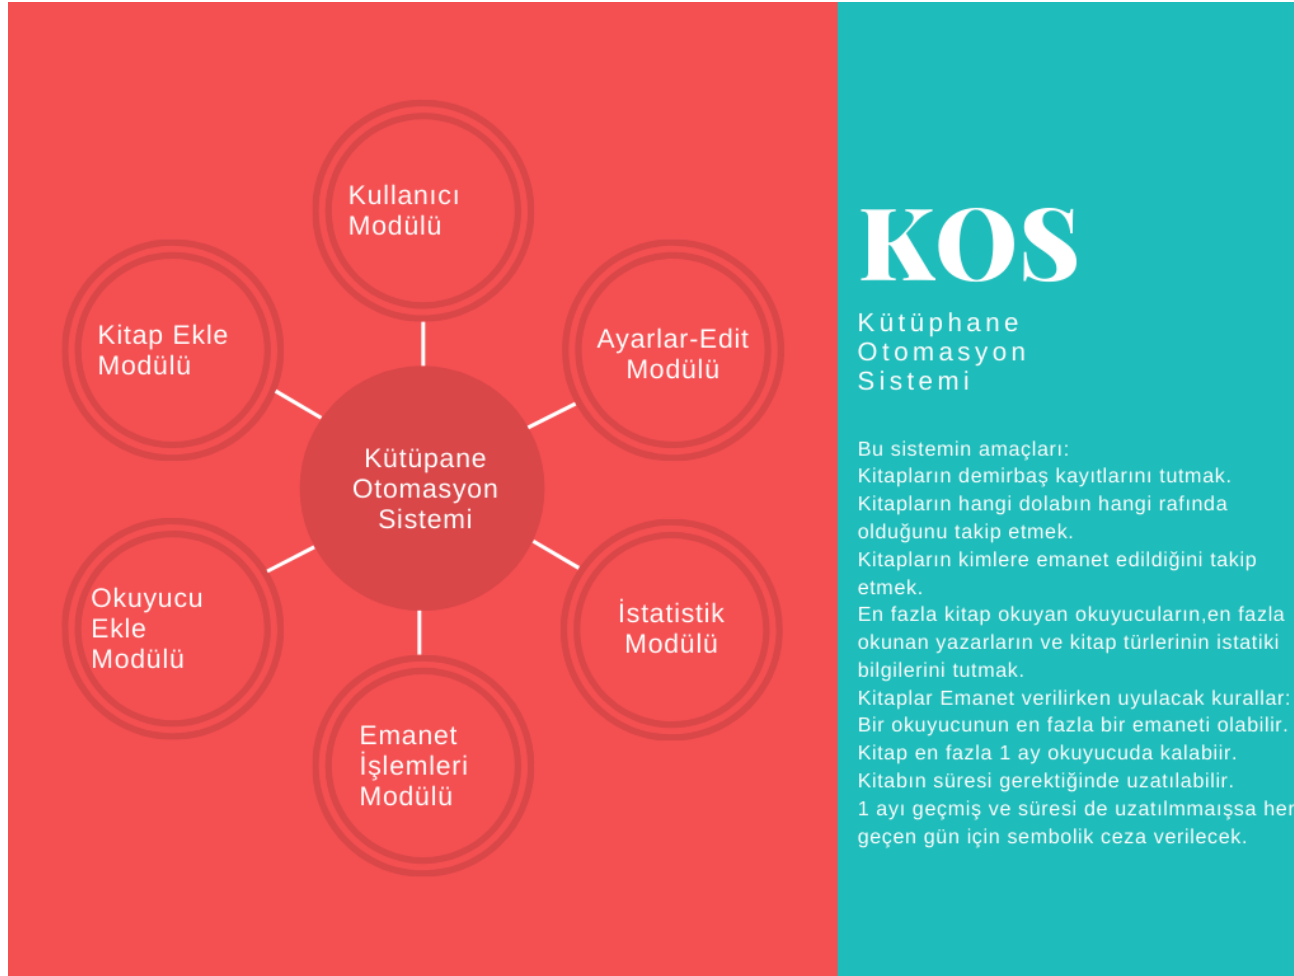 Kullanıcı
Modülü
Kitap Ekle
Modülü
Ayarlar-Edit
Modülü
Kütüpane
Otomasyon
Sistemi
Okuyucu
Ekle
Modülü
İstatistik
Modülü
Emanet
İşlemleri
Modülü
KOS
Kütüphane
Otomasyon
Sistemi
Bu sistemin amaçları:
Kitapların demirbaş kayıtlarını tutmak.
Kitapların hangi dolabın hangi rafında
olduğunu takip etmek.
Kitapların kimlere emanet edildiğini takip
etmek.
En fazla kitap okuyan okuyucuların,en fazla
okunan yazarların ve kitap türlerinin istatiki
bilgilerini tutmak.
Kitaplar Emanet verilirken uyulacak kurallar:
Bir okuyucunun en fazla bir emaneti olabilir.
Kitap en fazla 1 ay okuyucuda kalabiir.
Kitabın süresi gerektiğinde uzatılabilir.
1 ayı geçmiş ve süresi de uzatılmmaışsa her
geçen gün için sembolik ceza verilecek.